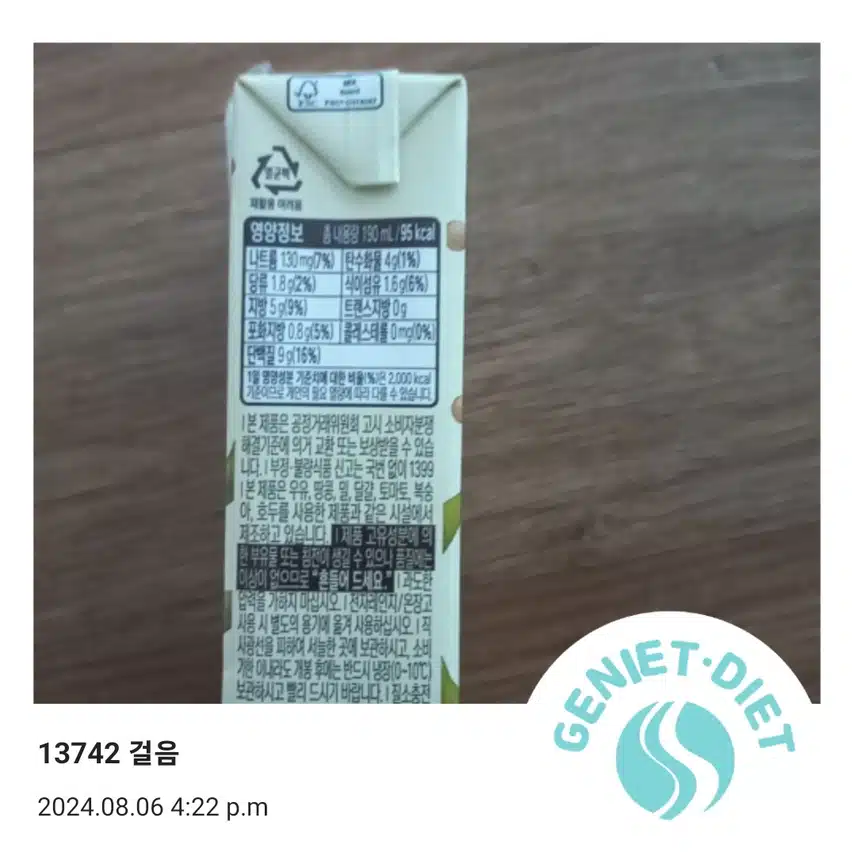 FSC
MIX
Board
멸균팩
재활용 어려움
영양정보 총 내용량 190 mL/95 kcal
나트륨 130 mg(7%) 탄수화물 4 g(1%)
당류 1.8 g(2%) 식이섬유 1.6 g(6%)
지방 5 g(9%) 트랜스지방 0 g
포화지방 0.8 g(5%) 콜레스테롤 0 mg(0%)
단백질 9 g(16%)
1일 영양성분 기준치에 대한 비율(%)은 2,000 kcal
기준이므로 개인의 필요 열량에 따라 다를 수 있습니다.
| 본 제품은 공정거래위원회 고시 소비자분쟁
해결기준에 의거 교환 또는 보상받을 수 있습
니다. | 부정·불량식품 신고는 국번 없이 1399
| 본 제품은 우유, 땅콩, 밀, 달걀, 토마토, 복숭
아, 호두를 사용한 제품과 같은 시설에서
제조하고 있습니다. | 제품 고유성분에 의
한 부유물 또는 침전이 생길 수 있으나 품질에는
이상이 없으므로 "흔들어 드세요." | 과도한
압력을 가하지 마십시오. | 전자레인지/온장고
사용 시 별도의 용기에 옮겨 사용하십시오. | 직
사광선을 피하여 서늘한 곳에 보관하시고, 소비
기한 이내라도 개봉 후에는 반드시 냉장(0~10℃)
보관하시고 빨리 드시기 바랍니다. | 질소충전
GENIET·DIET
13742 걸음
2024.08.06 4:22 p.m